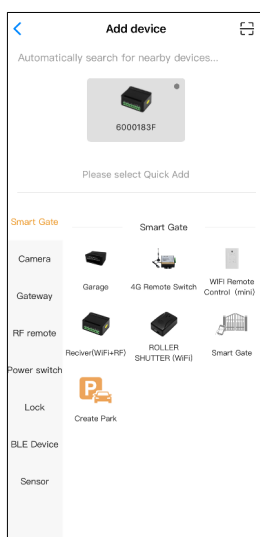 Add device
Automatically search for nearby devices...
6000183F
Please select Quick Add
Smart Gate
Smart Gate
Camera
Garage
4G Remote Switch
WIFI Remote
Control (mini)
Gateway
RF remote
Reciver(WiFi+RF)
ROLLER
SHUTTER (WiFi)
Smart Gate
Power switch
Lock
P
Create Park
BLE Device
Sensor